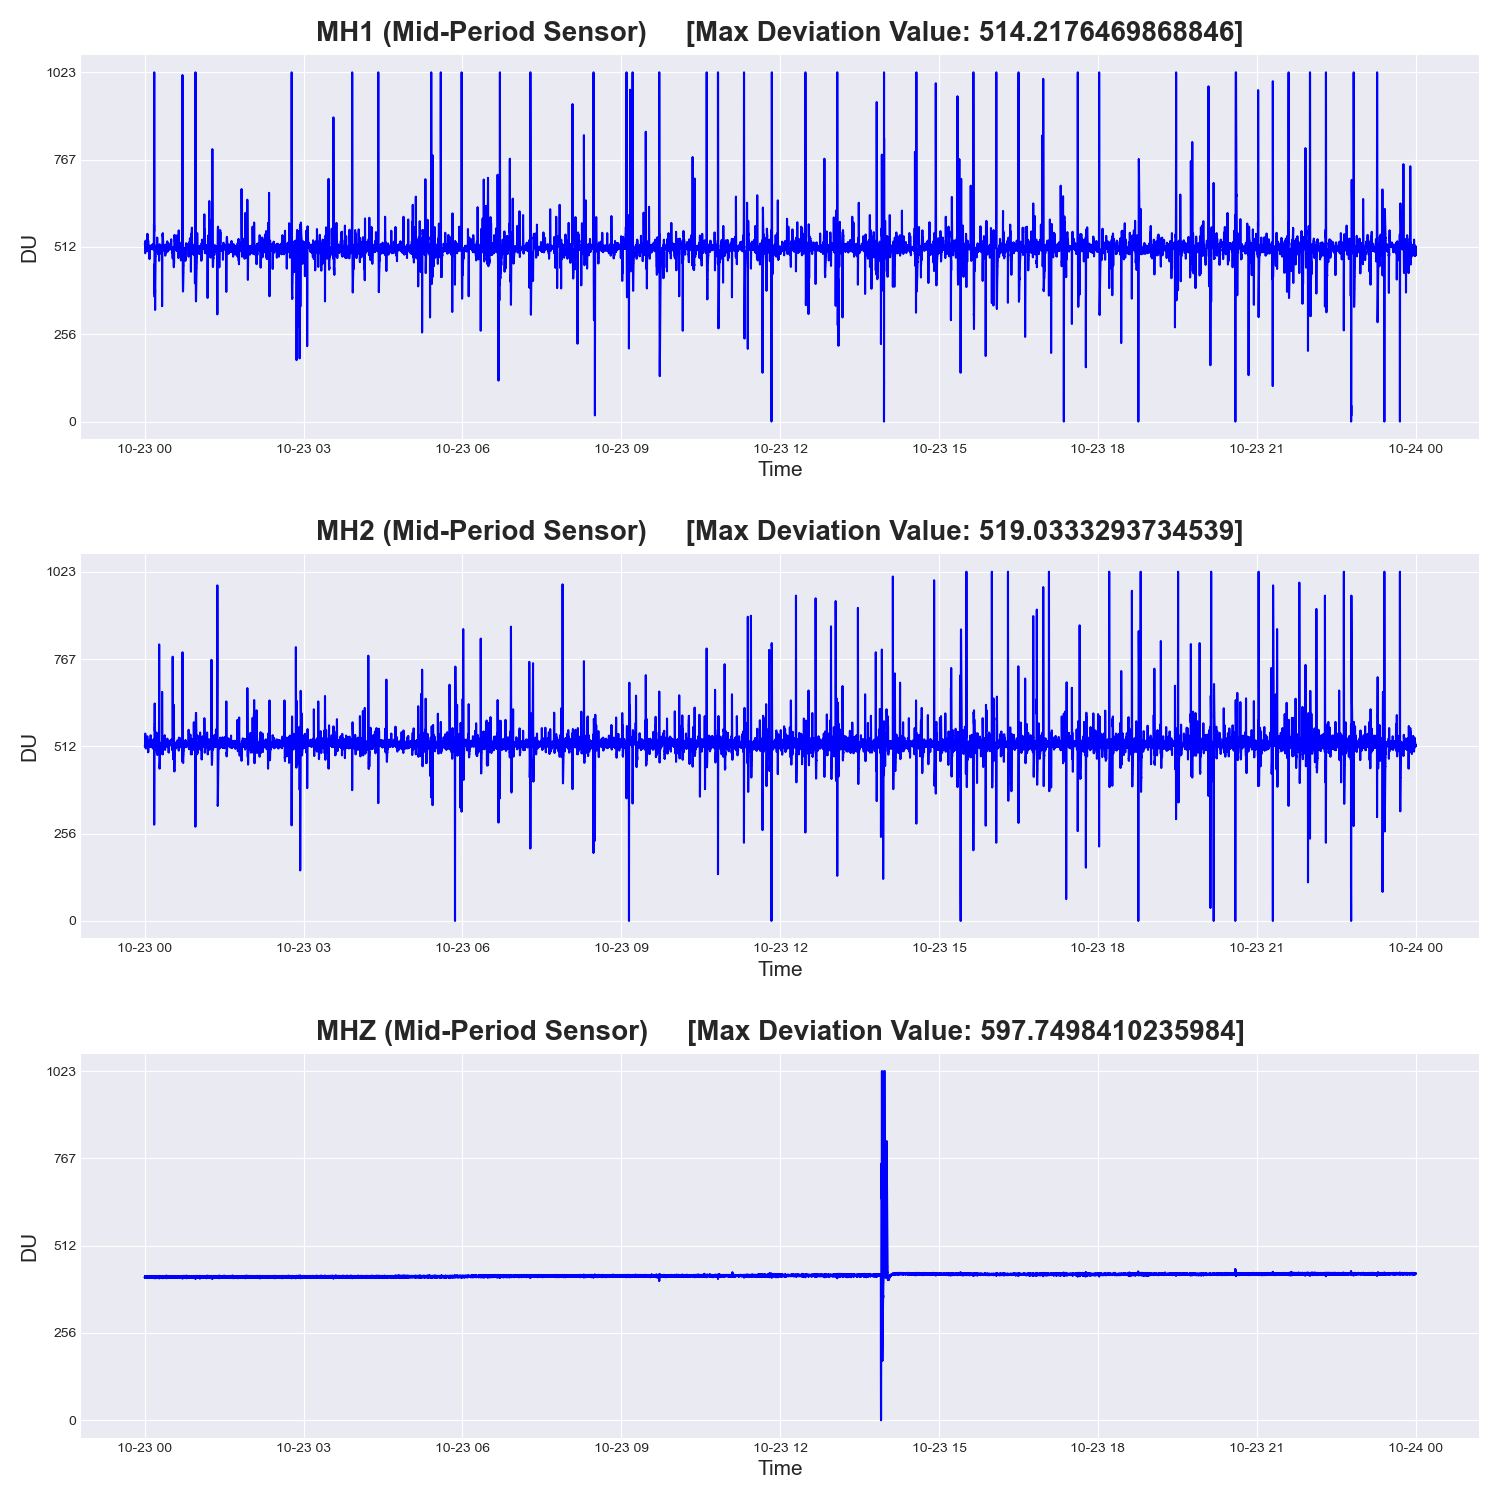 MH1 (Mid-Period Sensor) [Max Deviation Value: 514.2176469868846]
1023
767
512
256
0
DU
10-23 00 10-23 03 10-23 06 10-23 09 10-23 12 10-23 15 10-23 18 10-23 21 10-24 00
Time
MH2 (Mid-Period Sensor) [Max Deviation Value: 519.0333293734539]
1023
767
512
256
0
DU
10-23 00 10-23 03 10-23 06 10-23 09 10-23 12 10-23 15 10-23 18 10-23 21 10-24 00
Time
MHZ (Mid-Period Sensor) [Max Deviation Value: 597.7498410235984]
1023
767
512
256
0
DU
10-23 00 10-23 03 10-23 06 10-23 09 10-23 12 10-23 15 10-23 18 10-23 21 10-24 00
Time